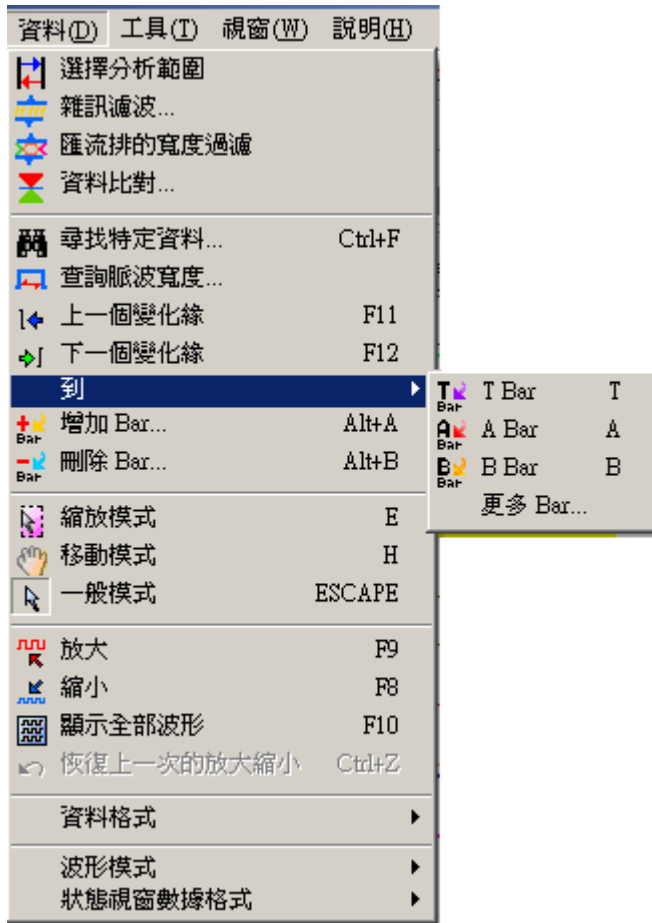 資料(D) 工具(T) 視窗(W) 說明(H)
選擇分析範圍
雜訊濾波...
匯流排的寬度過濾
資料比對...
尋找特定資料... Ctrl+F
查詢脈波寬度...
上一個變化緣 F11
下一個變化緣 F12
到
T Bar T
增加 Bar... Alt+A
A Bar A
刪除 Bar... Alt+B
B Bar B
更多 Bar...
縮放模式 E
移動模式 H
一般模式 ESCAPE
放大 F9
縮小 F8
顯示全部波形 F10
恢復上一次的放大縮小 Ctrl+Z
資料格式
波形模式
狀態視窗數據格式